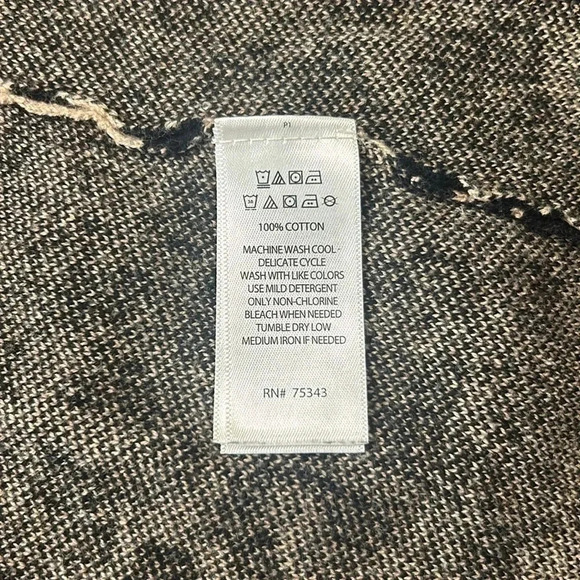 100% COTTON
MACHINE WASH COOL -
DELICATE CYCLE
WASH WITH LIKE COLORS
USE MILD DETERGENT
ONLY NON-CHLORINE
BLEACH WHEN NEEDED
TUMBLE DRY LOW
MEDIUM IRON IF NEEDED
RN# 75343